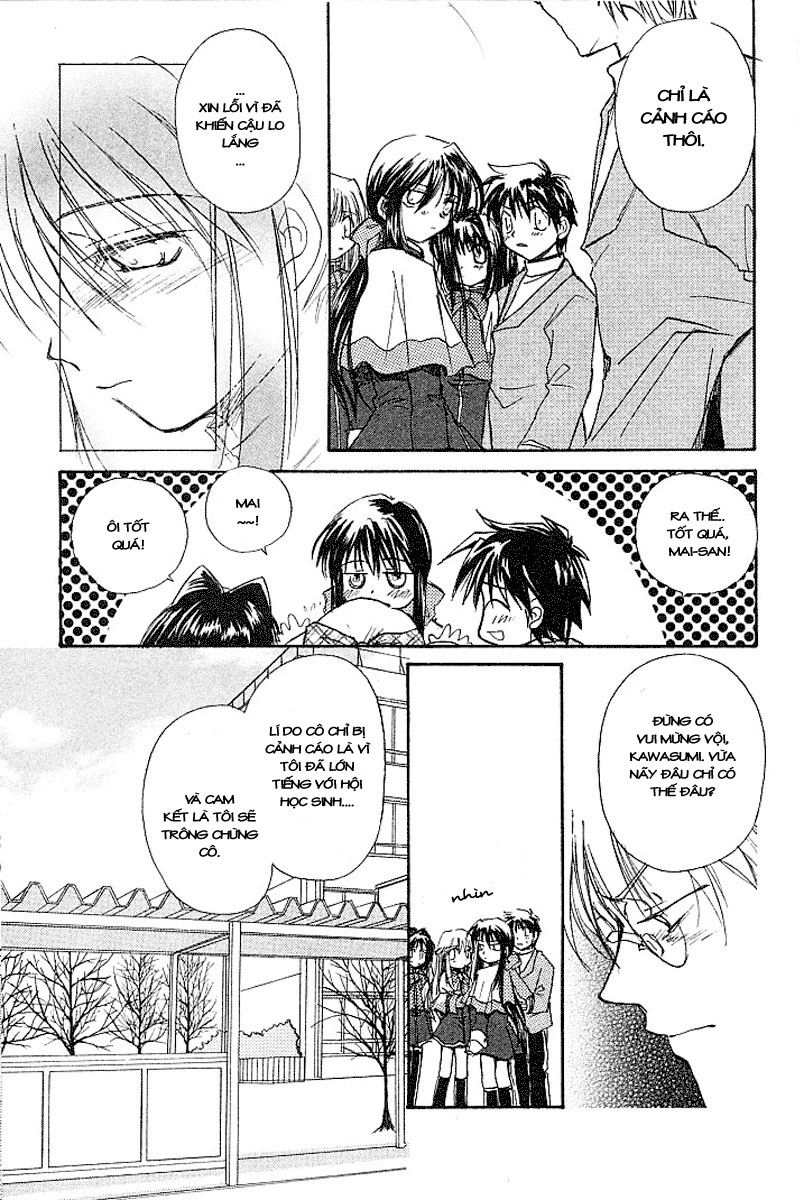 CHỈ LÀ
CẢNH CÁO
THÔI.
...
XIN LỖI VÌ ĐÃ
KHIẾN CẬU LO
LẮNG
...
RA THẾ..
TỐT QUÁ,
MAI-SAN!
MAI
~~!
ÔI TỐT
QUÁ!
ĐỪNG CÓ
VUI MỪNG VỘI,
KAWASUMI. VỪA
NÃY ĐÂU CHỈ CÓ
THẾ ĐÂU?
nhìn
LÍ DO CÔ CHỈ BỊ
CẢNH CÁO LÀ VÌ
TÔI ĐÃ LỚN
TIẾNG VỚI HỘI
HỌC SINH....
VÀ CAM
KẾT LÀ TÔI SẼ
TRÔNG CHỪNG
CÔ.